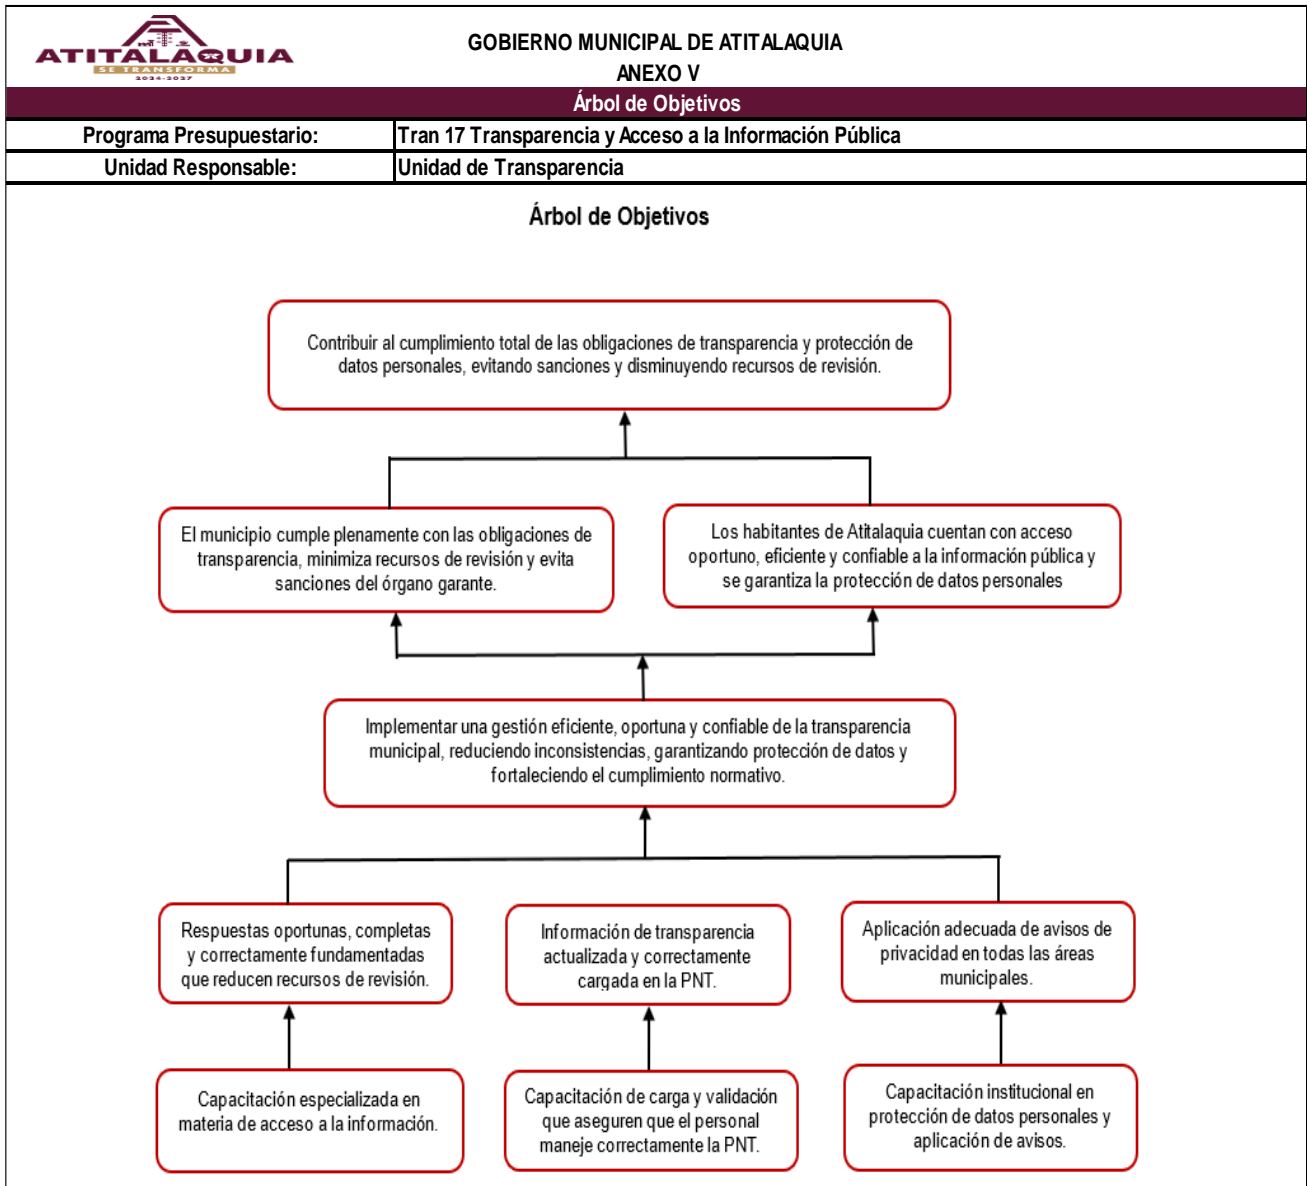 ATITALAQUIA
SE TRANSFORMA
2024-2027
GOBIERNO MUNICIPAL DE ATITALAQUIA
ANEXO V
Árbol de Objetivos
Programa Presupuestario:
Tran 17 Transparencia y Acceso a la Información Pública
Unidad Responsable:
Unidad de Transparencia
Árbol de Objetivos
Contribuir al cumplimiento total de las obligaciones de transparencia y protección de
datos personales, evitando sanciones y disminuyendo recursos de revisión.
El municipio cumple plenamente con las obligaciones de
transparencia, minimiza recursos de revisión y evita
sanciones del órgano garante.
Los habitantes de Atitalaquia cuentan con acceso
oportuno, eficiente y confiable a la información pública y
se garantiza la protección de datos personales
Implementar una gestión eficiente, oportuna y confiable de la transparencia
municipal, reduciendo inconsistencias, garantizando protección de datos y
fortaleciendo el cumplimiento normativo.
Respuestas oportunas, completas
y correctamente fundamentadas
que reducen recursos de revisión.
Información de transparencia
actualizada y correctamente
cargada en la PNT.
Aplicación adecuada de avisos de
privacidad en todas las áreas
municipales.
Capacitación especializada en
materia de acceso a la información.
Capacitación de carga y validación
que aseguren que el personal
maneje correctamente la PNT.
Capacitación institucional en
protección de datos personales y
aplicación de avisos.